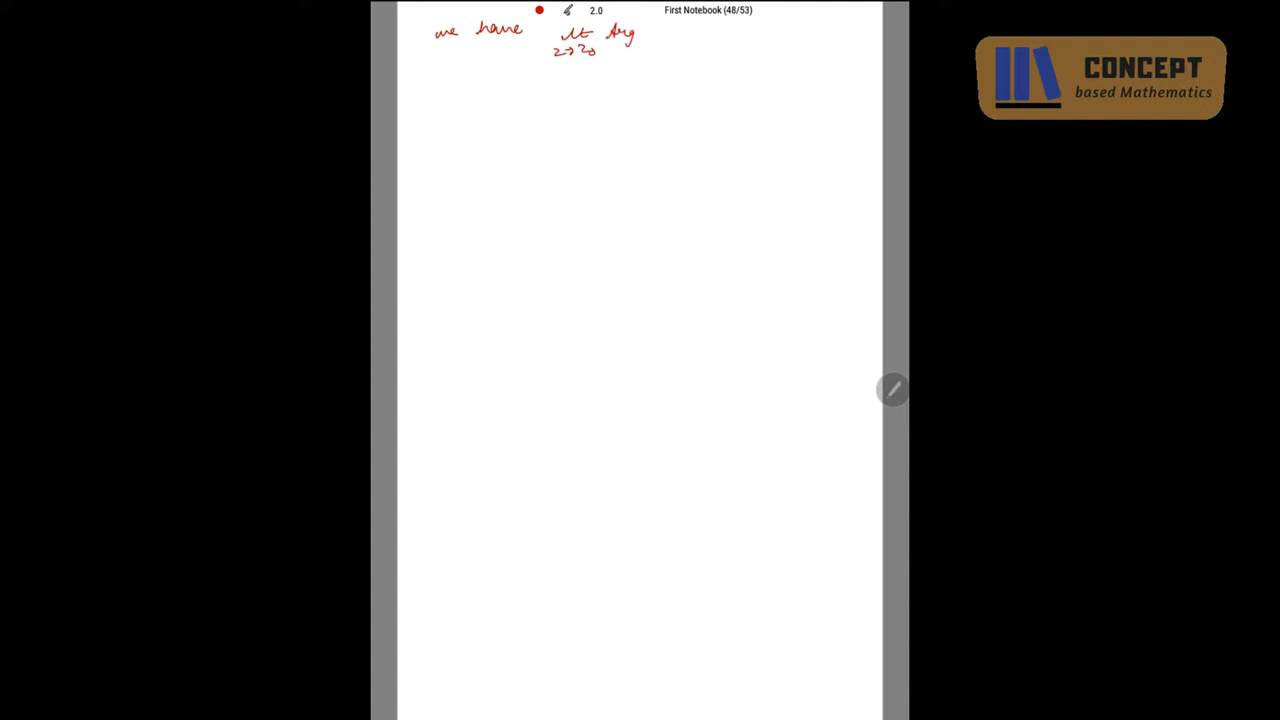 2.0 First Notebook (48/53)
we have lt Arg
z→z₀
CONCEPT
based Mathematics